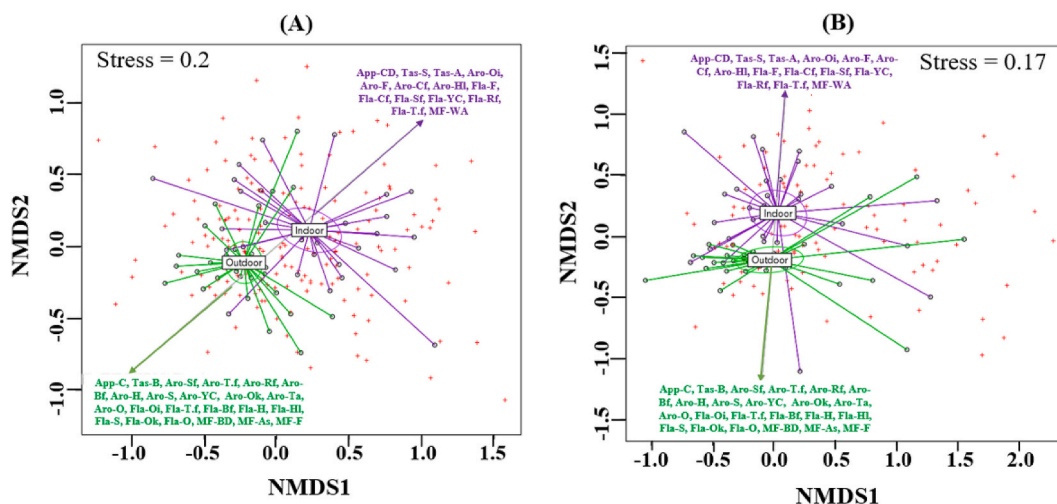 (A)
Stress = 0.2
App-CD, Tas-S, Tas-A, Aro-Oi,
Aro-F, Aro-Cf, Aro-Hl, Fla-F,
Fla-Cf, Fla-Sf, Fla-YC, Fla-Rf,
Fla-T.f, MF-WA
Indoor
Outdoor
App-C, Tas-B, Aro-Sf, Aro-T.f, Aro-Rf, Aro-
Bf, Aro-H, Aro-S, Aro-YC, Aro-Ok, Aro-Ta,
Aro-O, Fla-Oi, Fla-T.f, Fla-Bf, Fla-H, Fla-Hl,
Fla-S, Fla-Ok, Fla-O, MF-BD, MF-As, MF-F
NMDS2
1.0
0.5
0.0
-0.5
-1.0
-1.0
-0.5
0.0
0.5
1.0
1.5
NMDS1
(B)
Stress = 0.17
App-CD, Tas-S, Tas-A, Aro-Oi, Aro-F, Aro-
Cf, Aro-Hl, Fla-F, Fla-Cf, Fla-Sf, Fla-YC,
Fla-Rf, Fla-T.f, MF-WA
Indoor
Outdoor
App-C, Tas-B, Aro-Sf, Aro-T.f, Aro-Rf, Aro-
Bf, Aro-H, Aro-S, Aro-YC, Aro-Ok, Aro-Ta,
Aro-O, Fla-Oi, Fla-T.f, Fla-Bf, Fla-H, Fla-Hl,
Fla-S, Fla-Ok, Fla-O, MF-BD, MF-As, MF-F
NMDS2
1.5
0.5
0.0
-0.5
-1.0
-1.5
-1.0
-0.5
0.0
0.5
1.0
1.5
2.0
NMDS1